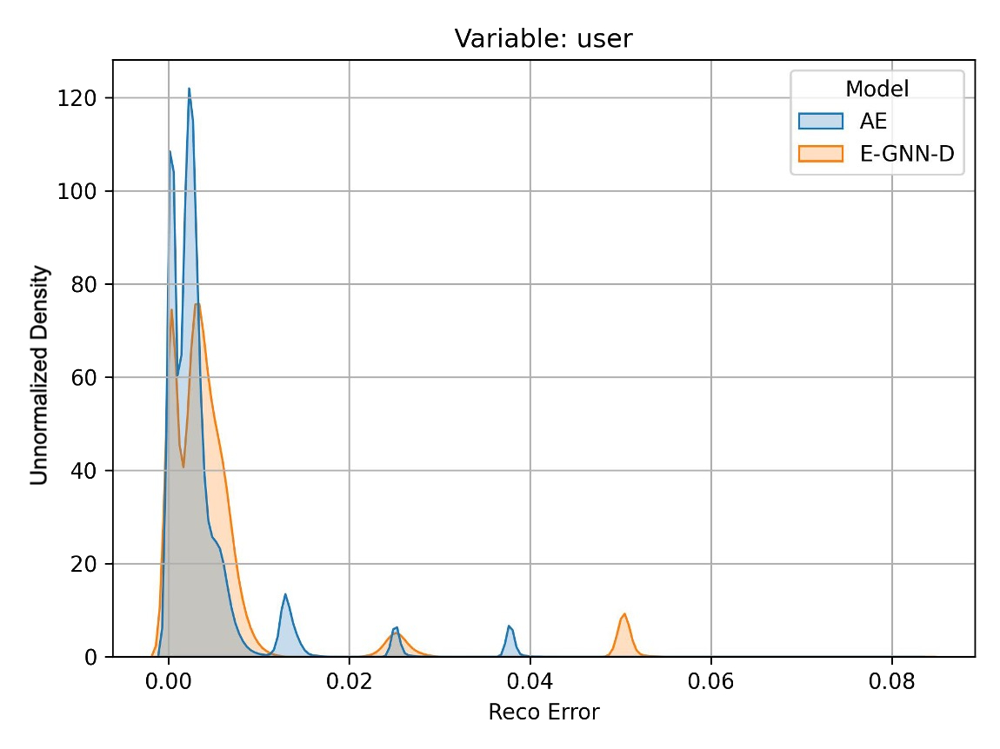 Variable: user
Model
AE
E-GNN-D
Unnormalized Density
120
100
80
60
40
20
0
0.00
0.02
0.04
0.06
0.08
Reco Error